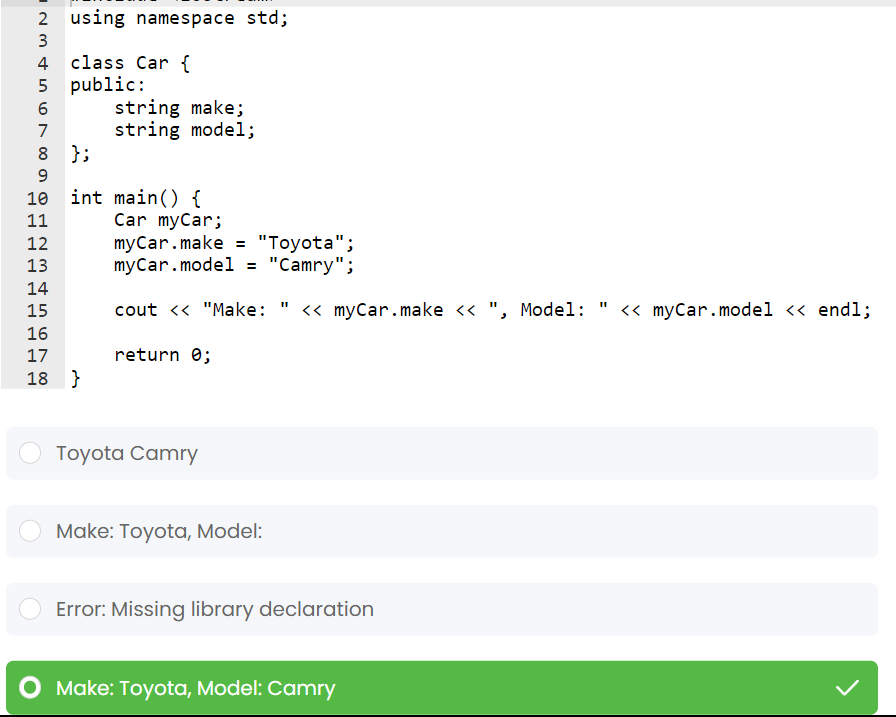 2 using namespace std;
3
4 class Car {
5 public:
6     string make;
7     string model;
8 };
9
10 int main() {
11     Car myCar;
12     myCar.make = "Toyota";
13     myCar.model = "Camry";
14
15     cout << "Make: " << myCar.make << ", Model: " << myCar.model << endl;
16
17     return 0;
18 }
Toyota Camry
Make: Toyota, Model:
Error: Missing library declaration
Make: Toyota, Model: Camry